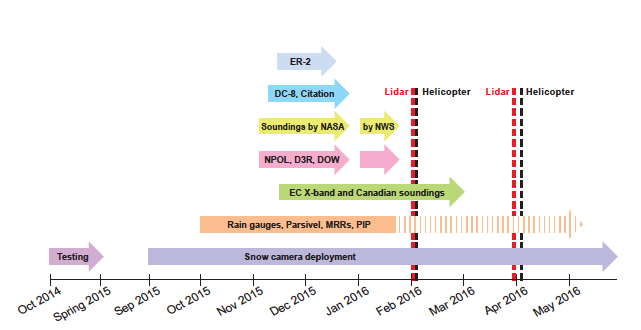 ER-2
DC-8, Citation
Lidar Helicopter Lidar Helicopter
Soundings by NASA by NWS
NPOL, D3R, DOW
EC X-band and Canadian soundings
Rain gauges, Parsivel, MRRs, PIP
Testing Snow camera deployment
Oct 2014 Spring 2015 Sep 2015 Oct 2015 Nov 2015 Dec 2015 Jan 2016 Feb 2016 Mar 2016 Apr 2016 May 2016